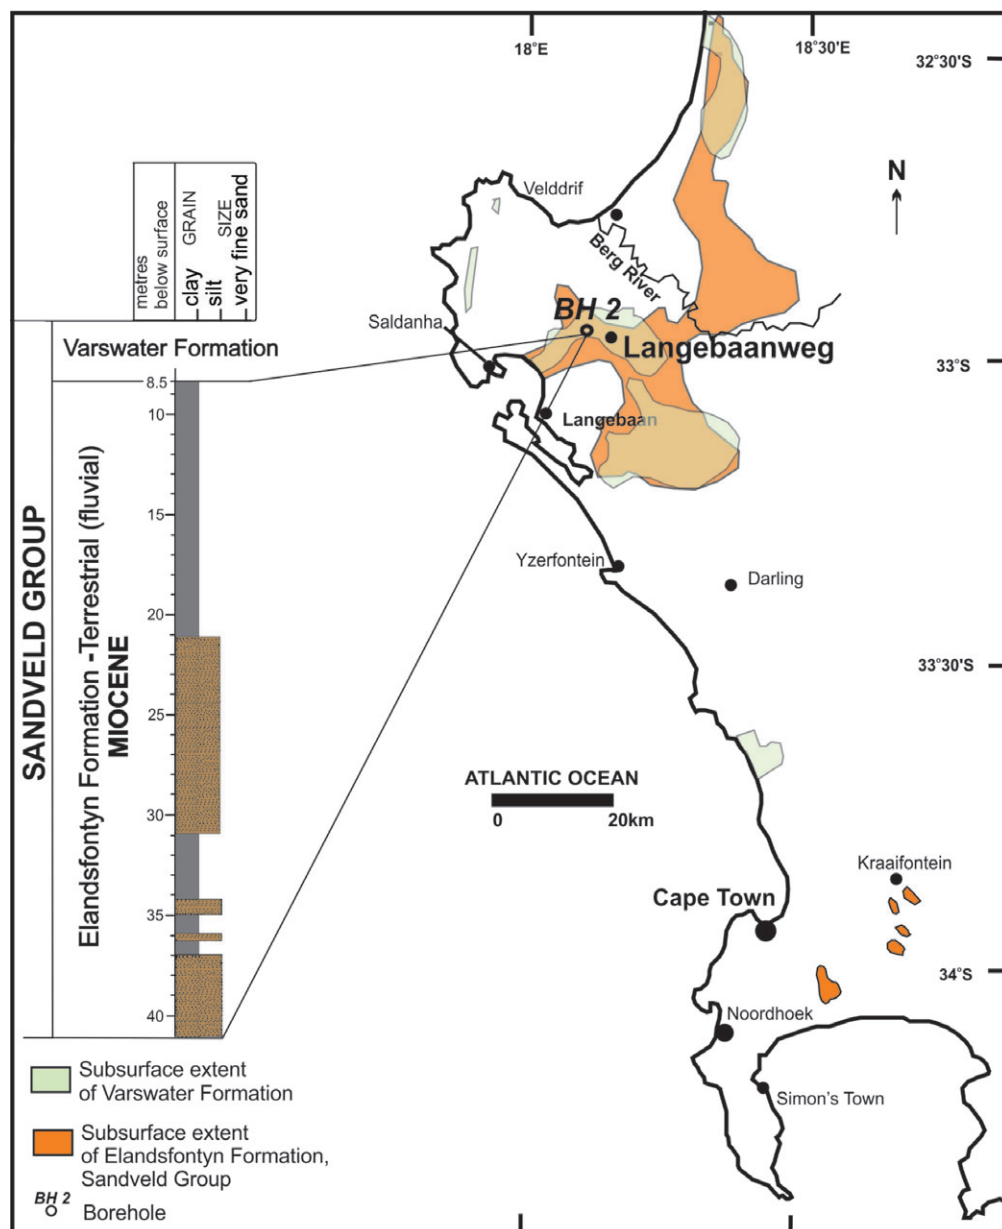 18°E
18°30'E
32°30'S
N
metres
below surface
GRAIN
SIZE
clay
silt
very fine sand
Velddrif
Berg River
BH 2
Saldanha
Langebaanweg
Varswater Formation
33°S
8.5
10
Langebaan
15
20
25
30
35
40
SANDVELD GROUP
Elandsfontyn Formation -Terrestrial (fluvial)
MIOCENE
Yzerfontein
Darling
33°30'S
ATLANTIC OCEAN
0 20km
Kraaifontein
Cape Town
34°S
Noordhoek
Simon's Town
Subsurface extent
of Varswater Formation
Subsurface extent
of Elandsfontyn Formation,
Sandveld Group
BH 2
Borehole